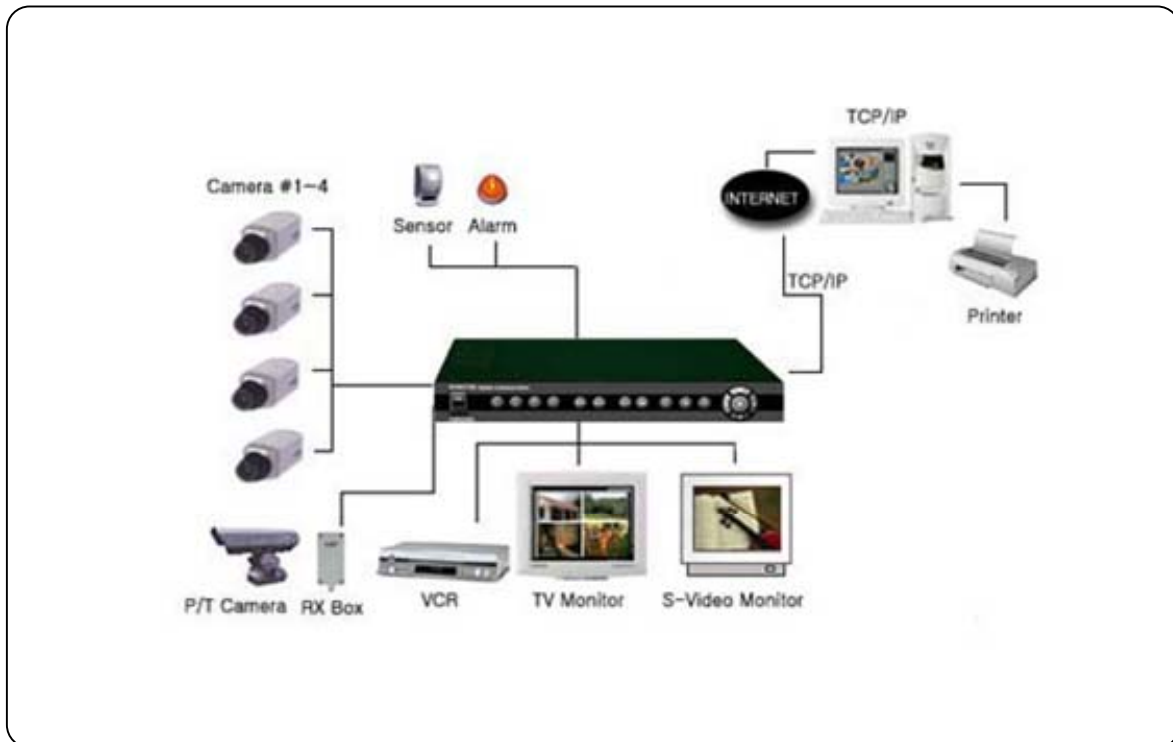 TCP/IP
Camera #1~4
INTERNET
Sensor
Alarm
TCP/IP
Printer
P/T Camera
RX Box
VCR
TV Monitor
S-Video Monitor